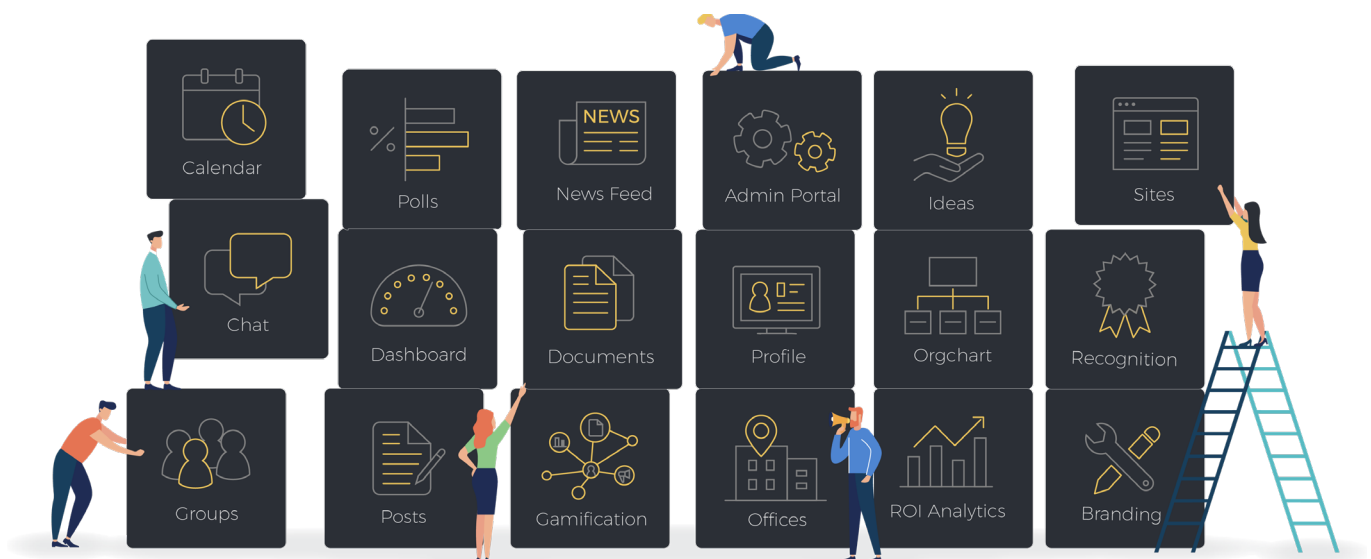 Calendar
Polls
NEWS
News Feed
Admin Portal
Ideas
Sites
Chat
Dashboard
Documents
Profile
Orgchart
Recognition
Groups
Posts
Gamification
Offices
ROI Analytics
Branding
%